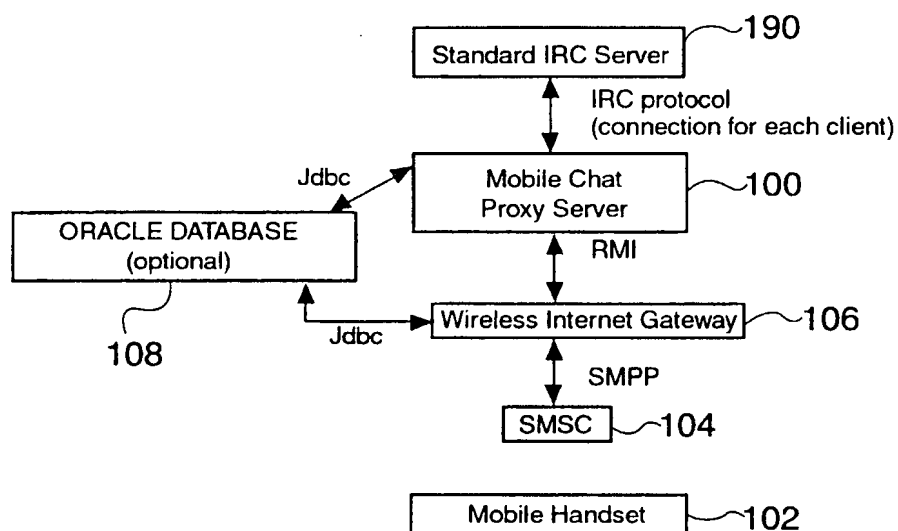 190
Standard IRC Server
IRC protocol
(connection for each client)
Jdbc
Mobile Chat
Proxy Server
100
ORACLE DATABASE
(optional)
RMI
108
Jdbc
Wireless Internet Gateway
106
SMPP
SMSC
104
Mobile Handset
102